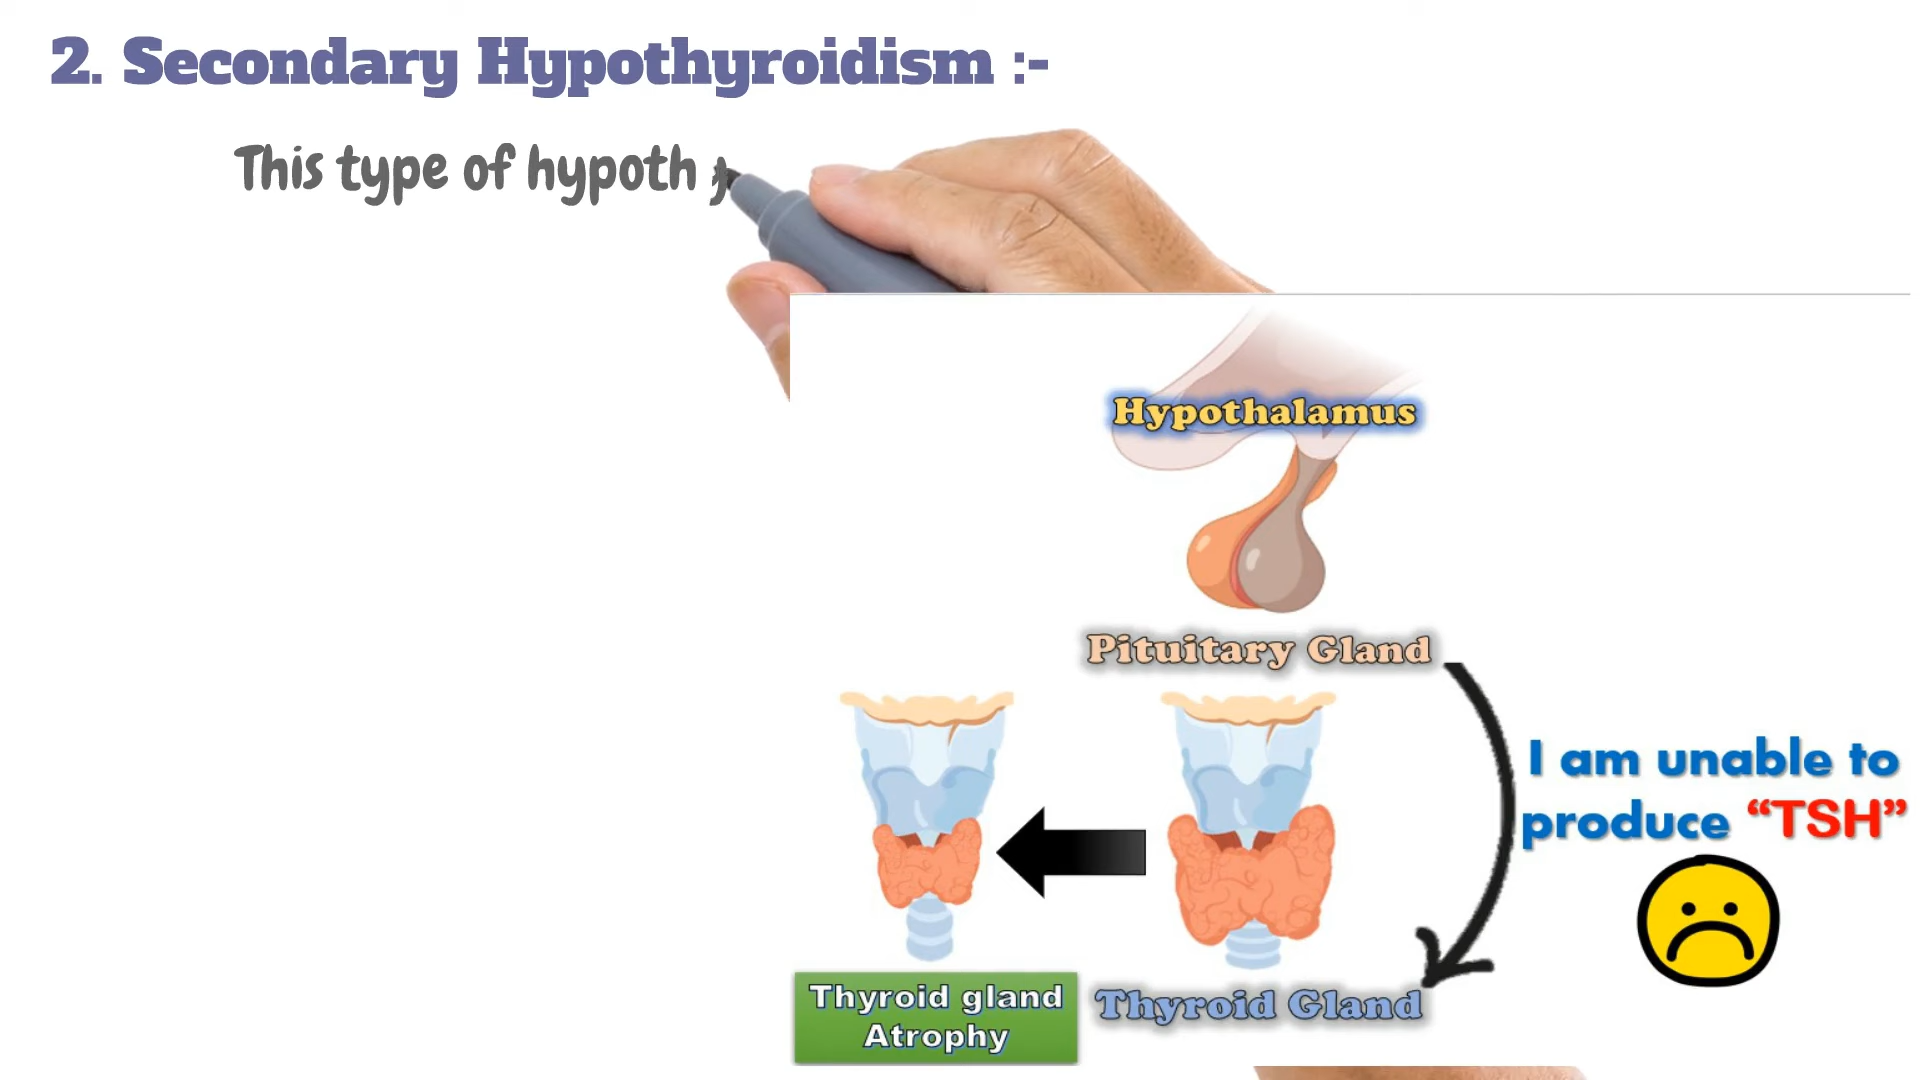 2. Secondary Hypothyroidism :-
This type of hypoth
Hypothalamus
Pituitary Gland
I am unable to
produce “TSH”
Thyroid gland
Atrophy
Thyroid Gland